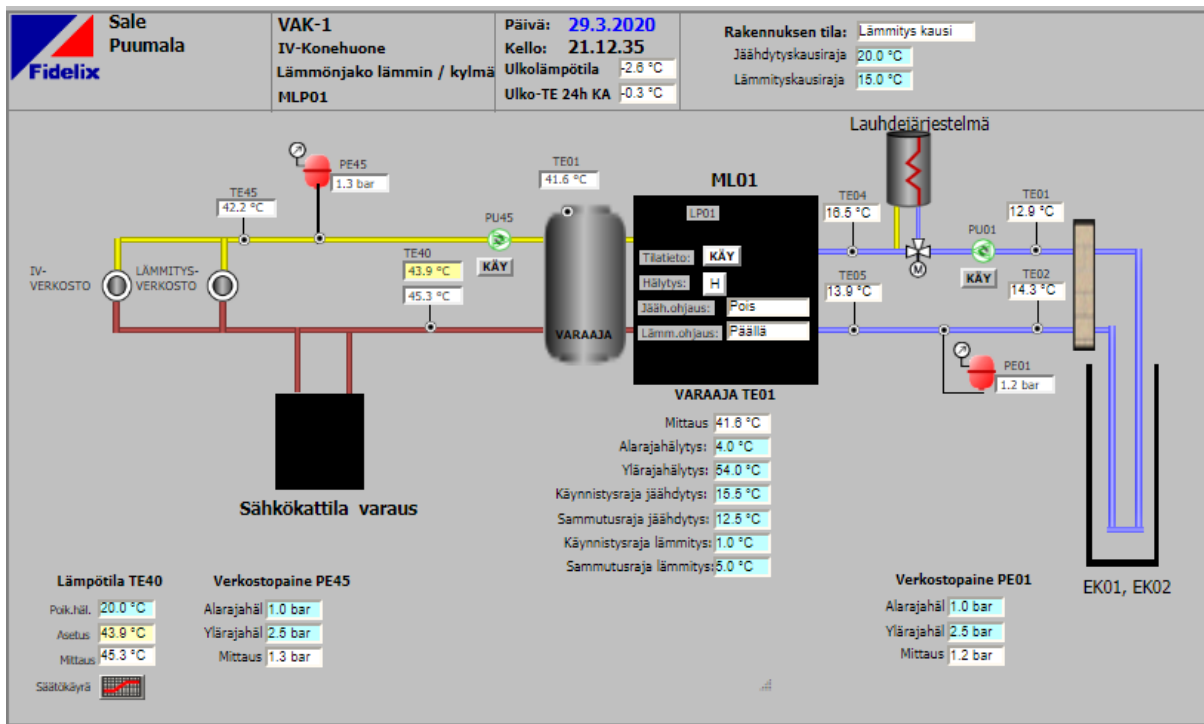 Fidelix
Sale
Puumala
VAK-1
IV-Konehuone
Lämmönjako lämmin / kylmä
MLP01
Päivä: 29.3.2020
Kello: 21.12.35
Ulkolämpötila -2.6 °C
Ulko-TE 24h KA -0.3 °C
Rakennuksen tila: Lämmitys kausi
Jäähdytyskausiraja 20.0 °C
Lämmityskausiraja 15.0 °C
Lauhdejärjestelmä
PE45
1.3 bar
TE45
42.2 °C
TE01
41.6 °C
PU45
KÄY
TE40
43.9 °C
45.3 °C
IV-
VERKOSTO
LÄMMITYS-
VERKOSTO
VARAAJA
ML01
LP01
Tilatieto: KÄY
Hälytys: H
Jääh.ohjaus: Pois
Lämm.ohjaus: Päällä
TE04
16.5 °C
TE05
13.9 °C
M
PU01
KÄY
TE01
12.9 °C
TE02
14.3 °C
PE01
1.2 bar
EK01, EK02
Sähkökattila varaus
VARAAJA TE01
Mittaus 41.6 °C
Alarajahälytys: 4.0 °C
Ylärajahälytys: 54.0 °C
Käynnistysraja jäähdytys: 15.5 °C
Sammutusraja jäähdytys: 12.5 °C
Käynnistysraja lämmitys: 1.0 °C
Sammutusraja lämmitys: 5.0 °C
Lämpötila TE40
Poik.häl. 20.0 °C
Asetus 43.9 °C
Mittaus 45.3 °C
Säätökäyrä
Verkostopaine PE45
Alarajahäl 1.0 bar
Ylärajahäl 2.5 bar
Mittaus 1.3 bar
Verkostopaine PE01
Alarajahäl 1.0 bar
Ylärajahäl 2.5 bar
Mittaus 1.2 bar